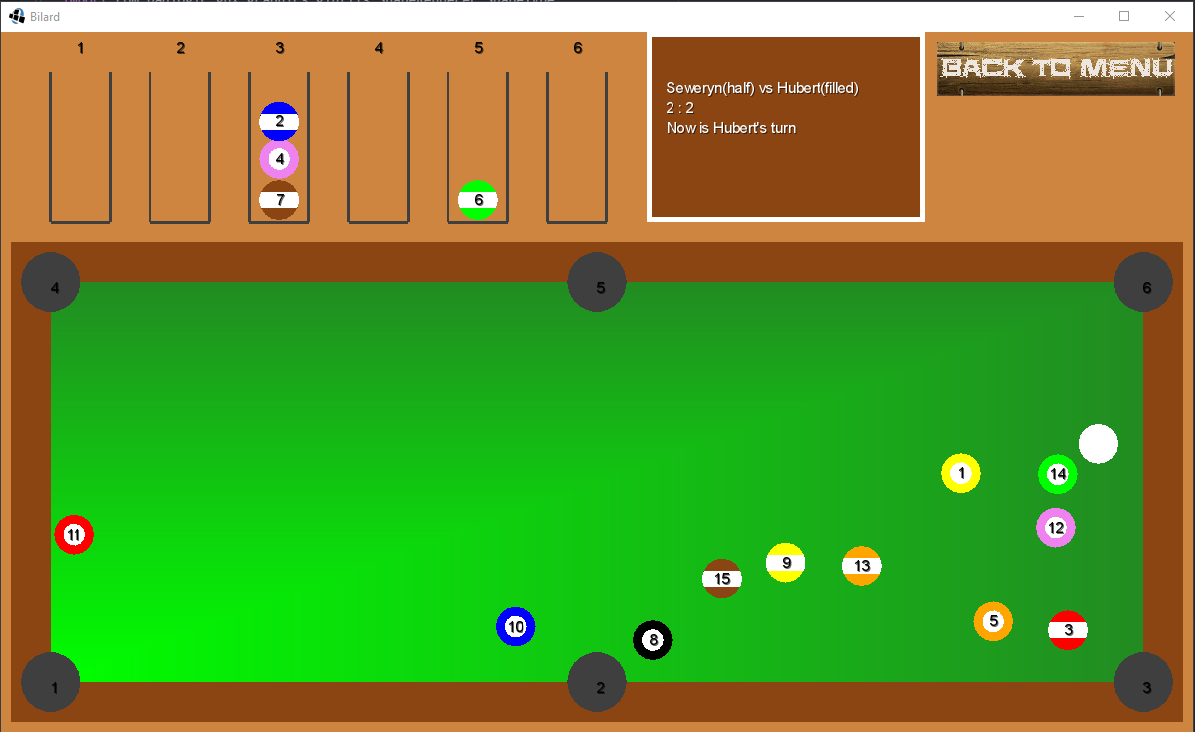 Bilard
1 2 3 4 5 6
Seweryn(half) vs Hubert(filled)
2 : 2
Now is Hubert's turn
BACK TO MENU
2
4
7
6
4 5 6
1
14
12
11
9
13
15
5
3
10
8
1 2 3